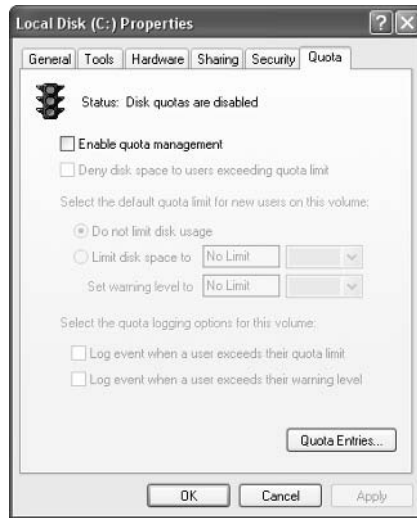 Local Disk (C:) Properties
General Tools Hardware Sharing Security Quota
Status: Disk quotas are disabled
Enable quota management
Deny disk space to users exceeding quota limit
Select the default quota limit for new users on this volume:
Do not limit disk usage
Limit disk space to No Limit
Set warning level to No Limit
Select the quota logging options for this volume:
Log event when a user exceeds their quota limit
Log event when a user exceeds their warning level
Quota Entries...
OK Cancel Apply